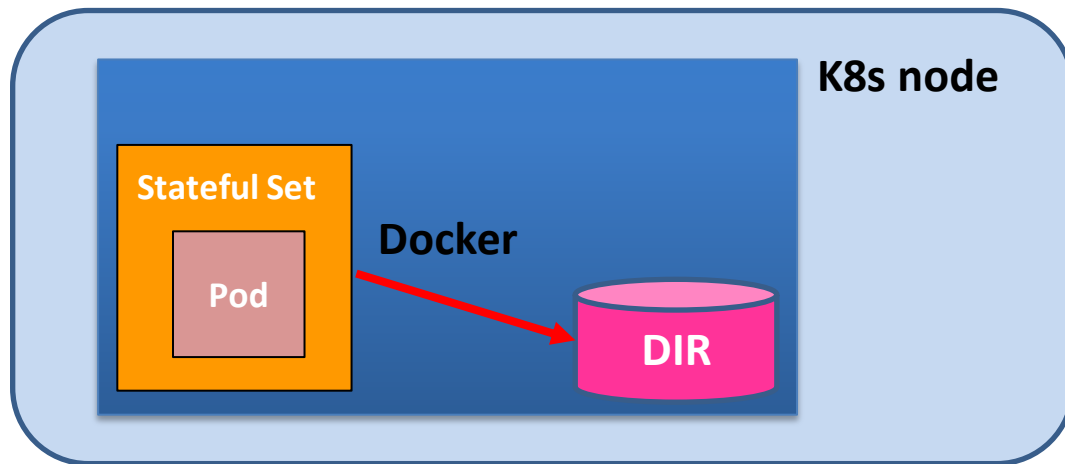 K8s node
Stateful Set
Docker
Pod
DIR